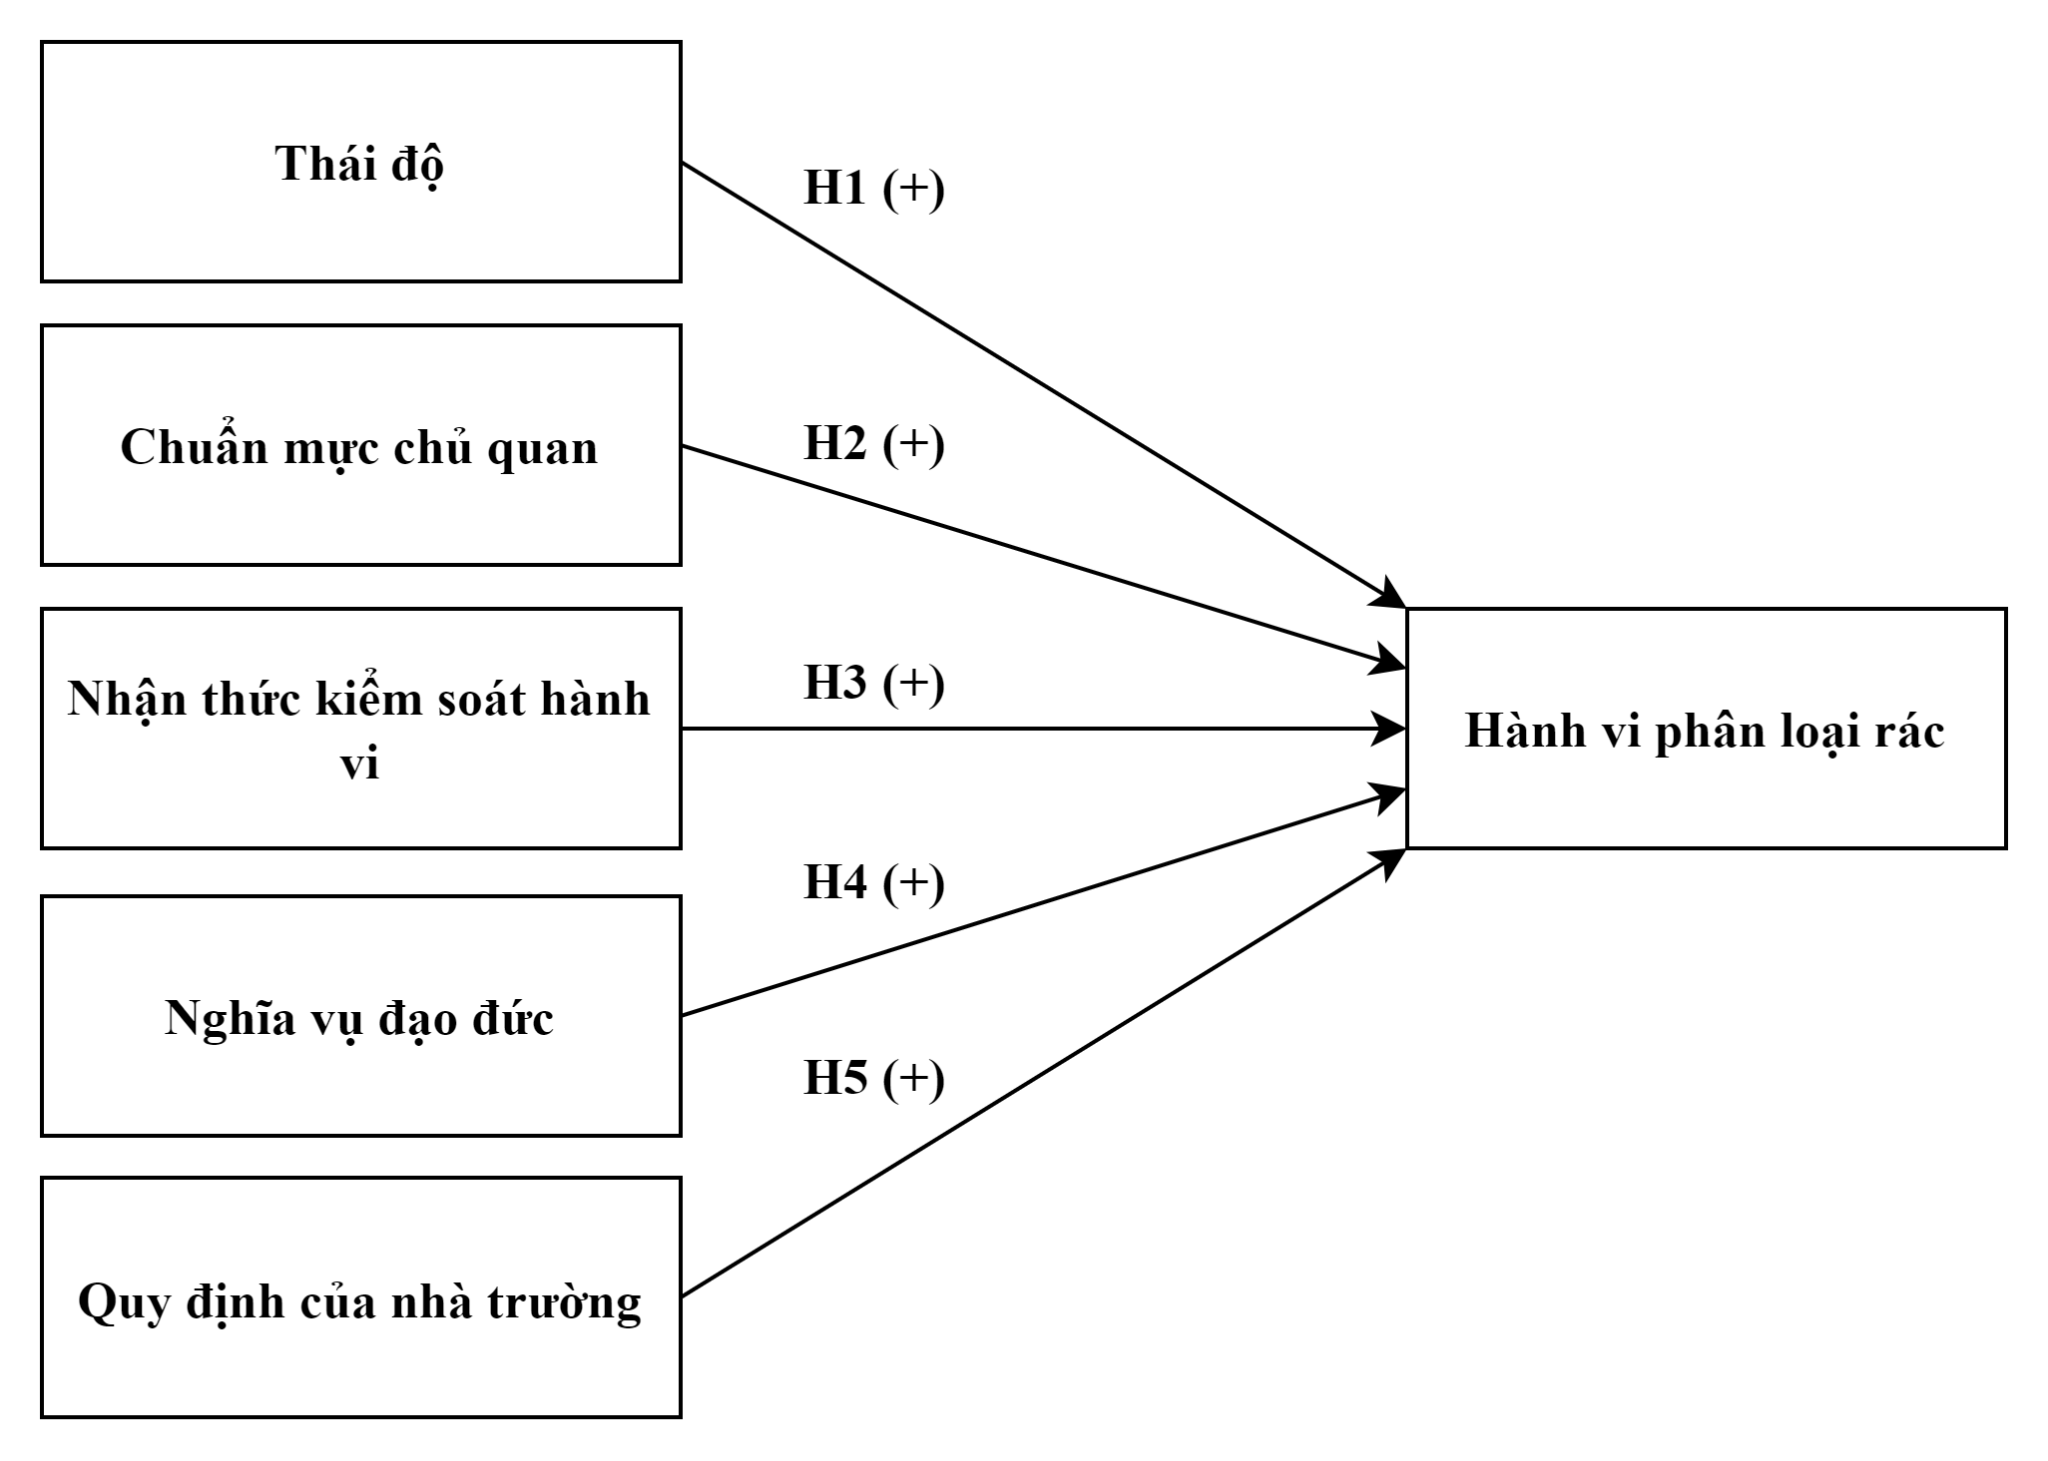 Thái độ
H1 (+)
Chuẩn mực chủ quan
H2 (+)
Nhận thức kiểm soát hành
vi
H3 (+)
Hành vi phân loại rác
H4 (+)
Nghĩa vụ đạo đức
H5 (+)
Quy định của nhà trường